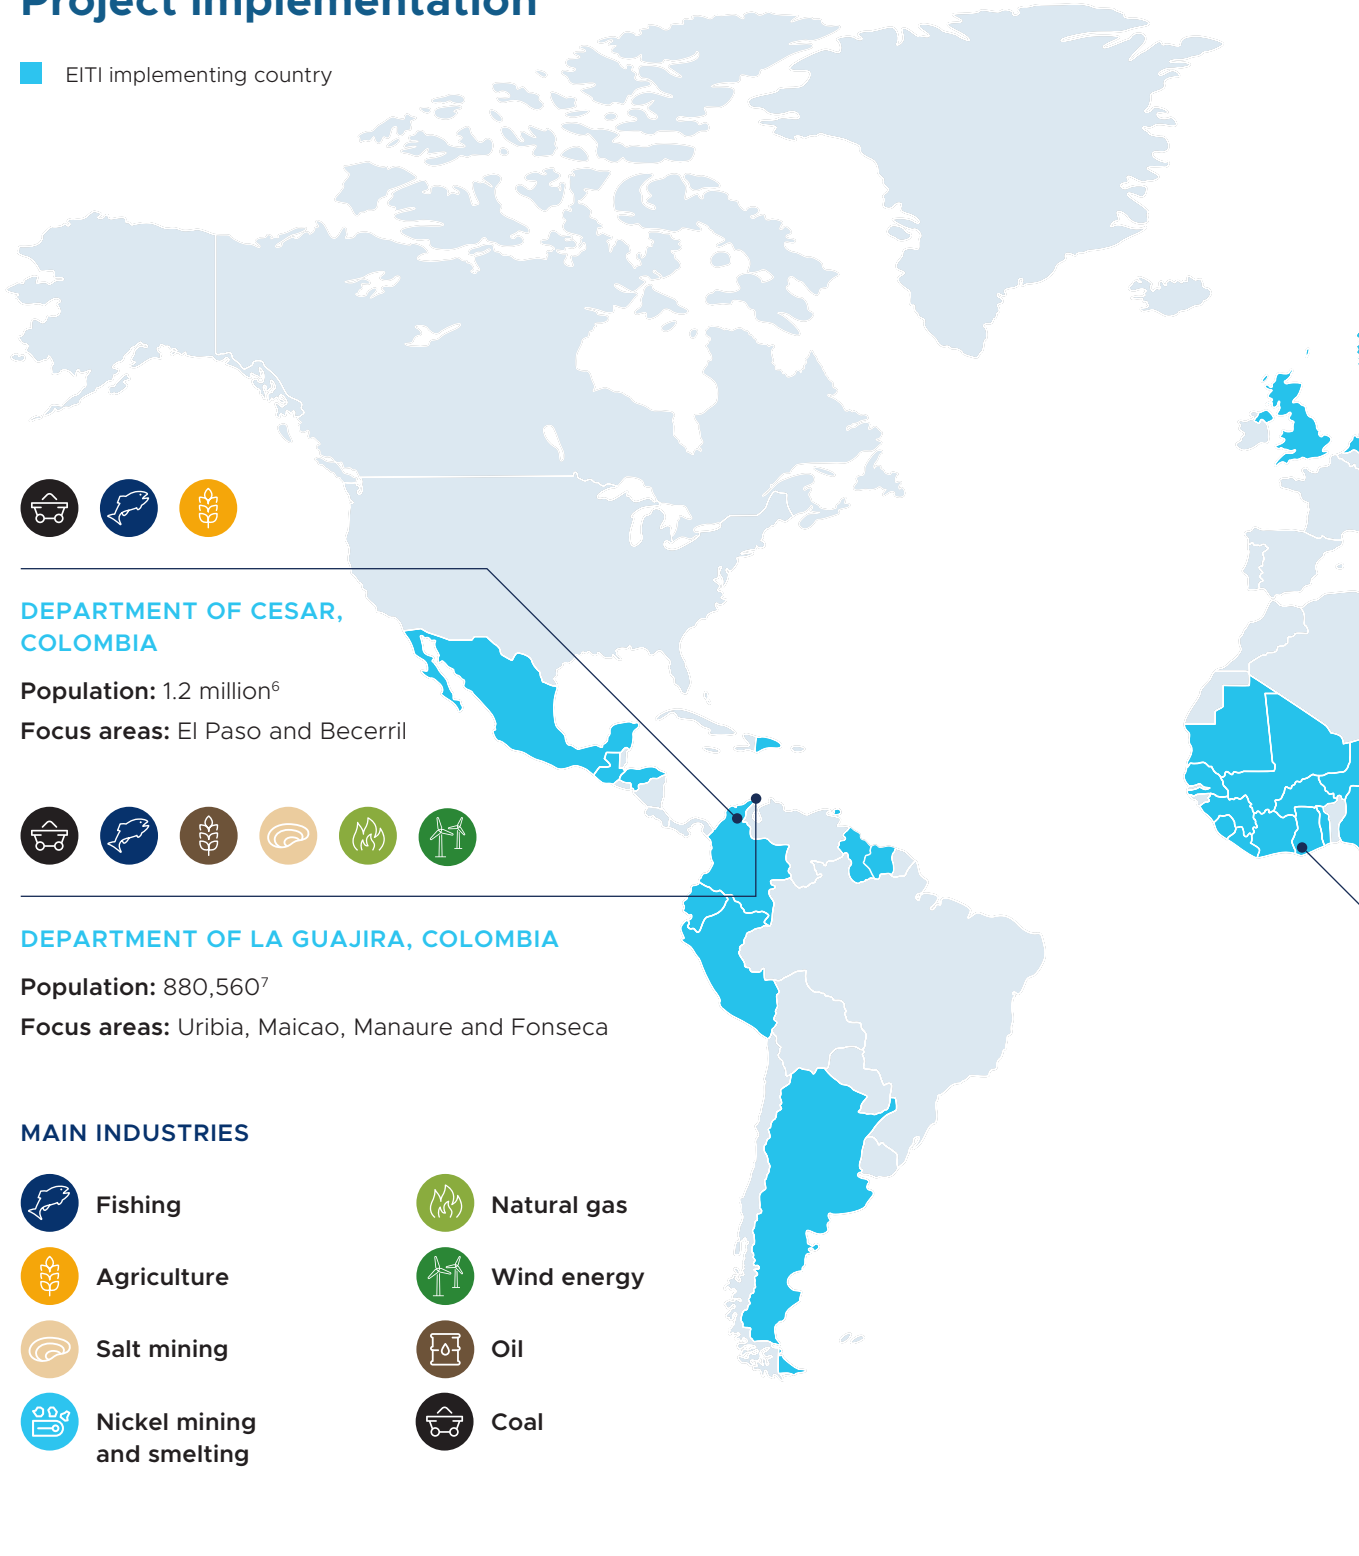 Project implementation
EITI implementing country
DEPARTMENT OF CESAR,
COLOMBIA
Population: 1.2 million⁶
Focus areas: El Paso and Becerril
DEPARTMENT OF LA GUAJIRA, COLOMBIA
Population: 880,560⁷
Focus areas: Uribia, Maicao, Manaure and Fonseca
MAIN INDUSTRIES
Fishing
Agriculture
Salt mining
Nickel mining
and smelting
Natural gas
Wind energy
Oil
Coal